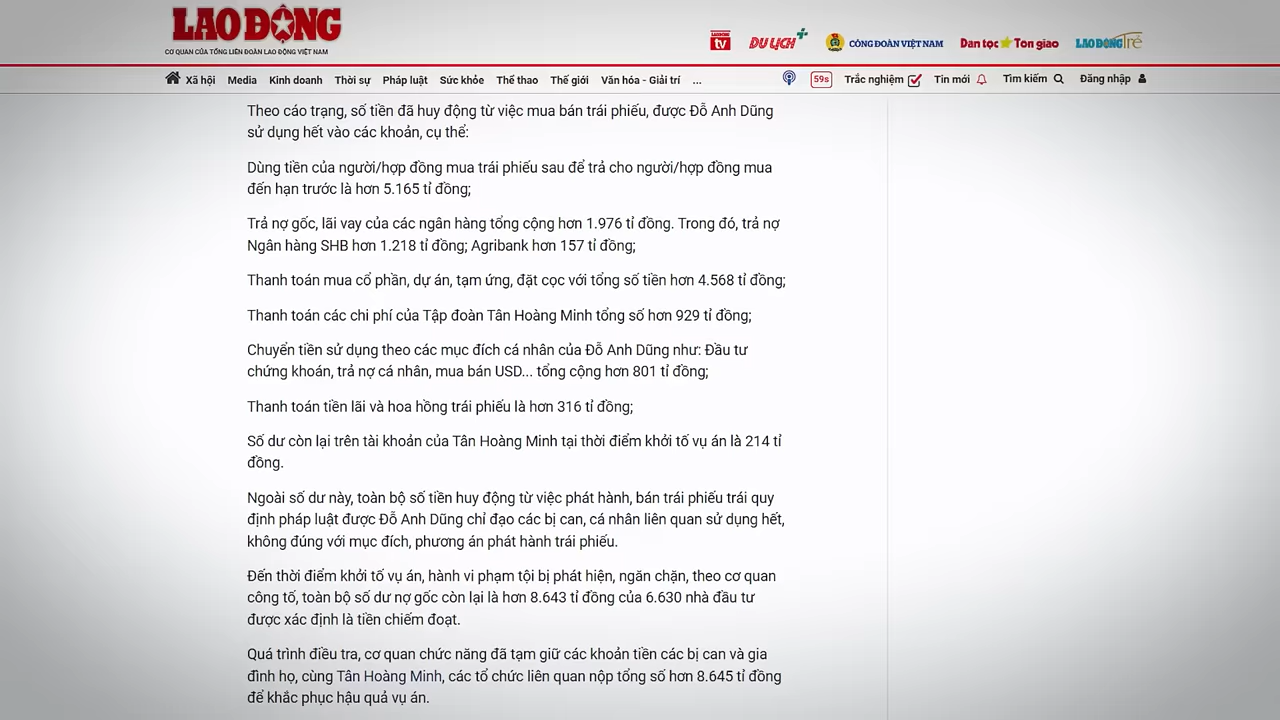 LAO ĐỘNG
CƠ QUAN CỦA TỔNG LIÊN ĐOÀN LAO ĐỘNG VIỆT NAM
LAO ĐỘNG tv DU LỊCH+ CÔNG ĐOÀN VIỆT NAM Dân tộc Tôn giáo LAO ĐỘNG Trẻ
Xã hội Media Kinh doanh Thời sự Pháp luật Sức khỏe Thể thao Thế giới Văn hóa - Giải trí ... 59s Trắc nghiệm Tin mới Tìm kiếm Đăng nhập
Theo cáo trạng, số tiền đã huy động từ việc mua bán trái phiếu, được Đỗ Anh Dũng
sử dụng hết vào các khoản, cụ thể:
Dùng tiền của người/hợp đồng mua trái phiếu sau để trả cho người/hợp đồng mua
đến hạn trước là hơn 5.165 tỉ đồng;
Trả nợ gốc, lãi vay của các ngân hàng tổng cộng hơn 1.976 tỉ đồng. Trong đó, trả nợ
Ngân hàng SHB hơn 1.218 tỉ đồng; Agribank hơn 157 tỉ đồng;
Thanh toán mua cổ phần, dự án, tạm ứng, đặt cọc với tổng số tiền hơn 4.568 tỉ đồng;
Thanh toán các chi phí của Tập đoàn Tân Hoàng Minh tổng số hơn 929 tỉ đồng;
Chuyển tiền sử dụng theo các mục đích cá nhân của Đỗ Anh Dũng như: Đầu tư
chứng khoán, trả nợ cá nhân, mua bán USD... tổng cộng hơn 801 tỉ đồng;
Thanh toán tiền lãi và hoa hồng trái phiếu là hơn 316 tỉ đồng;
Số dư còn lại trên tài khoản của Tân Hoàng Minh tại thời điểm khởi tố vụ án là 214 tỉ
đồng.
Ngoài số dư này, toàn bộ số tiền huy động từ việc phát hành, bán trái phiếu trái quy
định pháp luật được Đỗ Anh Dũng chỉ đạo các bị can, cá nhân liên quan sử dụng hết,
không đúng với mục đích, phương án phát hành trái phiếu.
Đến thời điểm khởi tố vụ án, hành vi phạm tội bị phát hiện, ngăn chặn, theo cơ quan
công tố, toàn bộ số dư nợ gốc còn lại là hơn 8.643 tỉ đồng của 6.630 nhà đầu tư
được xác định là tiền chiếm đoạt.
Quá trình điều tra, cơ quan chức năng đã tạm giữ các khoản tiền các bị can và gia
đình họ, cùng Tân Hoàng Minh, các tổ chức liên quan nộp tổng số hơn 8.645 tỉ đồng
để khắc phục hậu quả vụ án.